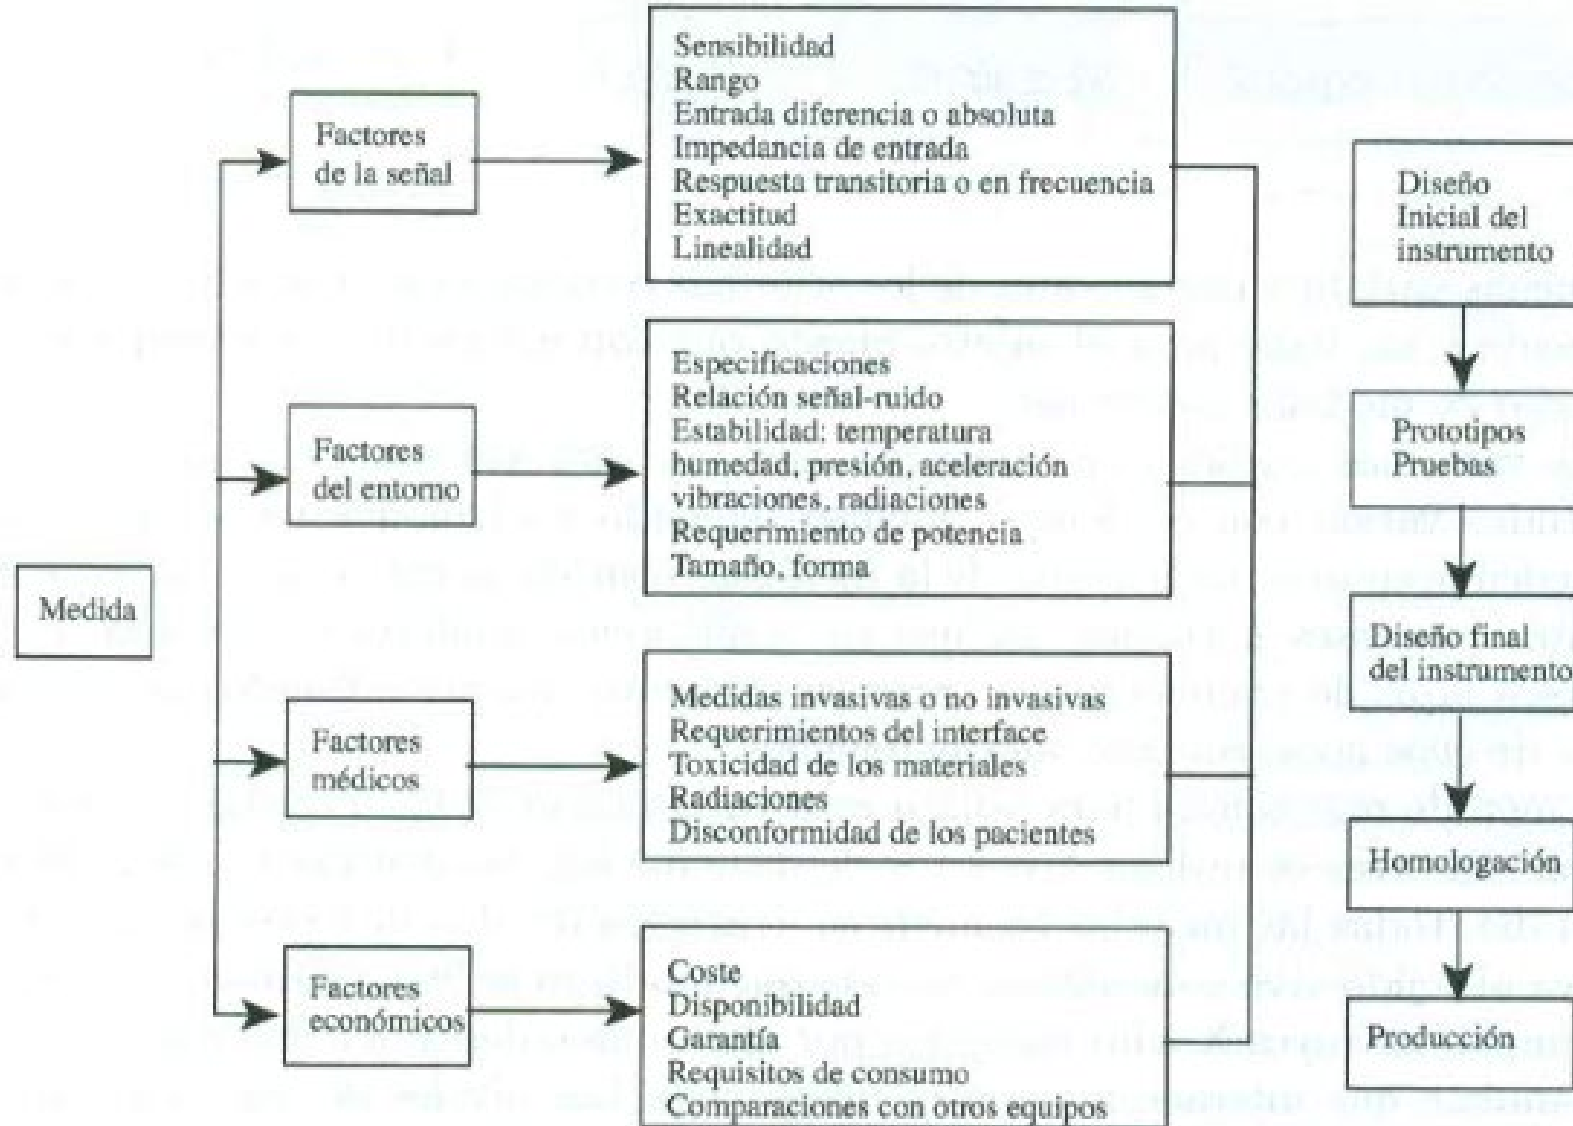 Medida
Factores
de la señal
Factores
del entorno
Factores
médicos
Factores
económicos
Sensibilidad
Rango
Entrada diferencia o absoluta
Impedancia de entrada
Respuesta transitoria o en frecuencia
Exactitud
Linealidad
Especificaciones
Relación señal-ruido
Estabilidad: temperatura
humedad, presión, aceleración
vibraciones, radiaciones
Requerimiento de potencia
Tamaño, forma
Medidas invasivas o no invasivas
Requerimientos del interface
Toxicidad de los materiales
Radiaciones
Disconformidad de los pacientes
Coste
Disponibilidad
Garantía
Requisitos de consumo
Comparaciones con otros equipos
Diseño
Inicial del
instrumento
Prototipos
Pruebas
Diseño final
del instrumento
Homologación
Producción